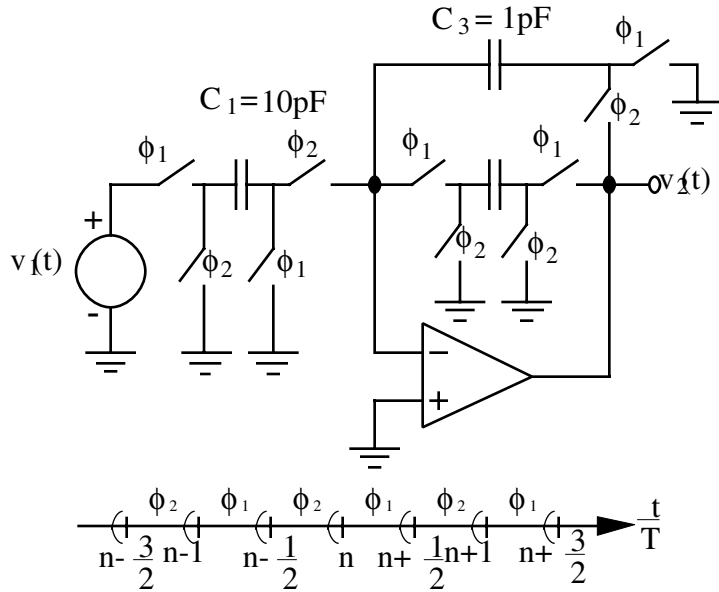 C₃ = 1pF
ϕ₁
C₁ = 10pF
ϕ₂
ϕ₁
ϕ₂
ϕ₁
ϕ₁
v₂(t)
+
v₁(t)
-
ϕ₂
ϕ₁
ϕ₂
ϕ₂
−
+
ϕ₂ ϕ₁ ϕ₂ ϕ₁ ϕ₂ ϕ₁
t/T
n-3/2 n-1 n-1/2 n n+1/2 n+1 n+3/2